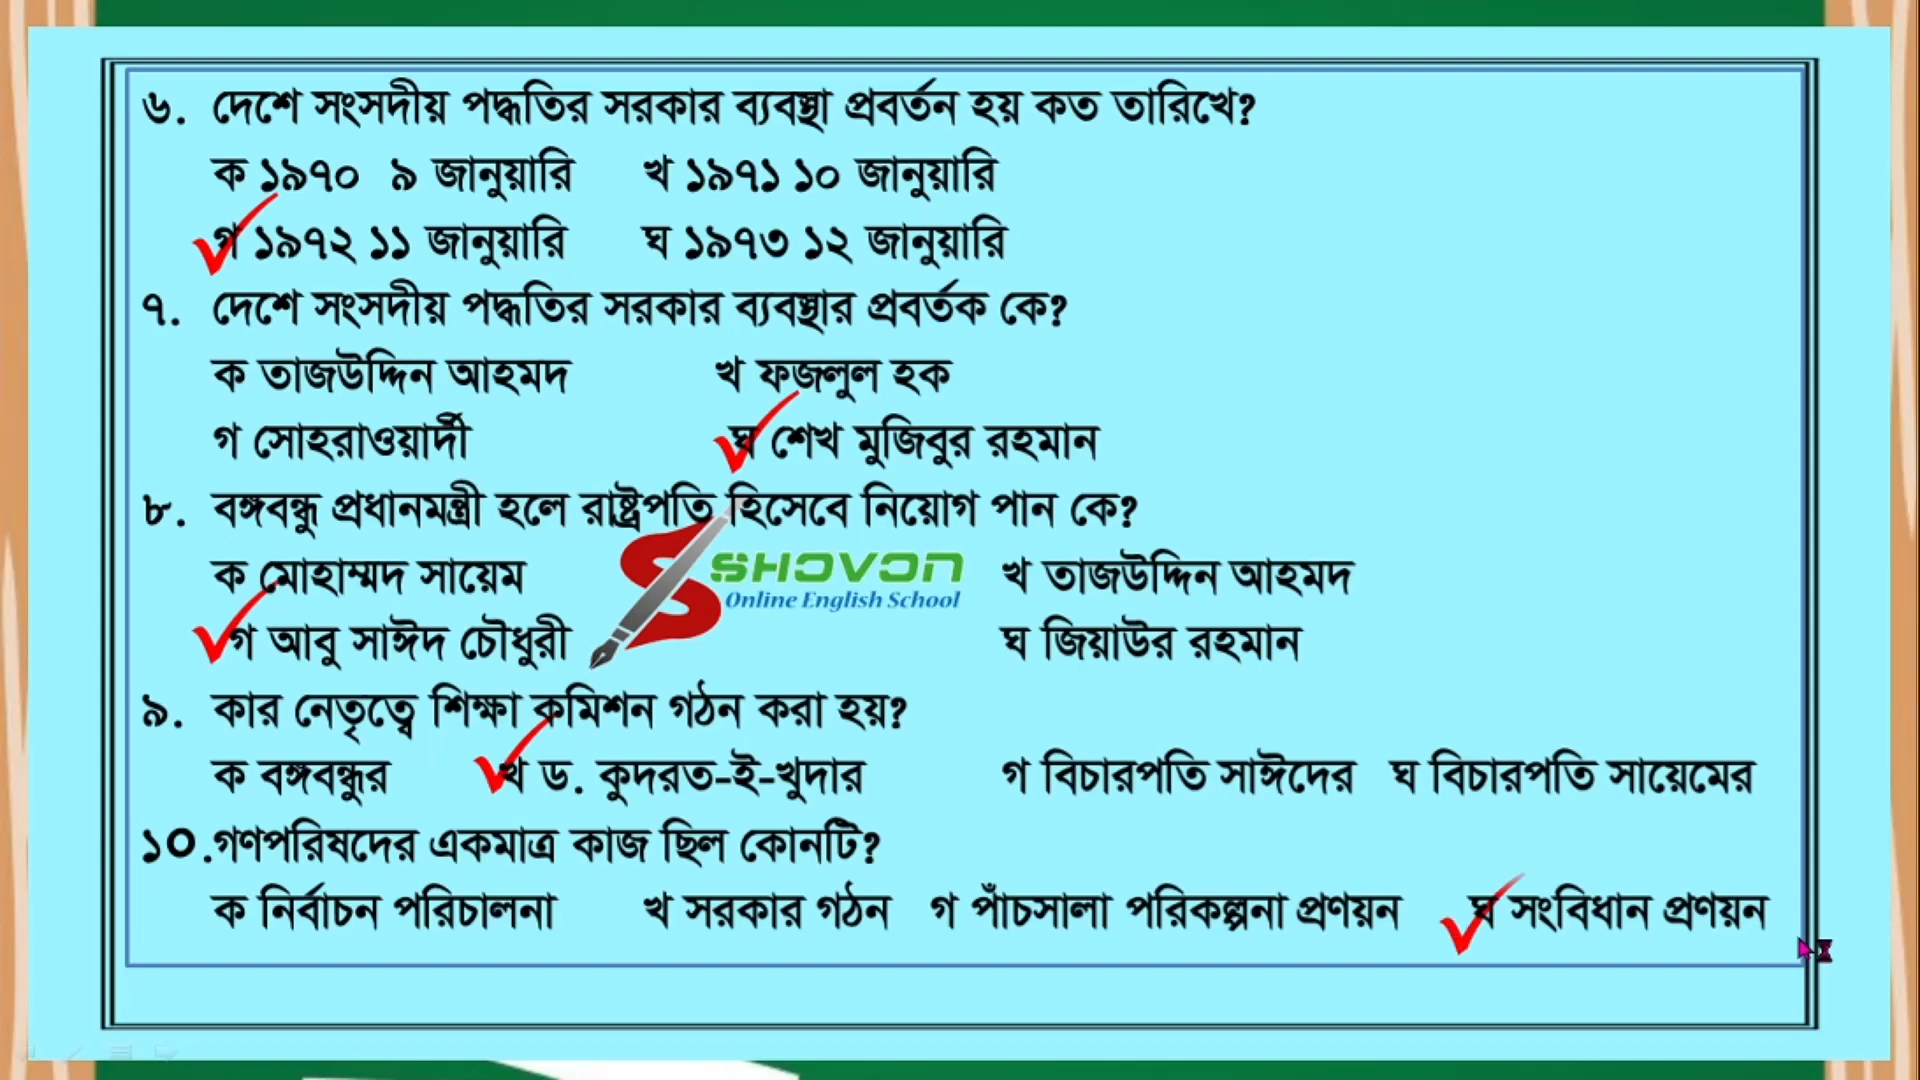 ৬. দেশে সংসদীয় পদ্ধতির সরকার ব্যবস্থা প্রবর্তন হয় কত তারিখে?
ক ১৯৭০ ৯ জানুয়ারি খ ১৯৭১ ১০ জানুয়ারি
গ ১৯৭২ ১১ জানুয়ারি ঘ ১৯৭৩ ১২ জানুয়ারি
৭. দেশে সংসদীয় পদ্ধতির সরকার ব্যবস্থার প্রবর্তক কে?
ক তাজউদ্দিন আহমদ খ ফজলুল হক
গ সোহরাওয়ার্দী ঘ শেখ মুজিবুর রহমান
৮. বঙ্গবন্ধু প্রধানমন্ত্রী হলে রাষ্ট্রপতি হিসেবে নিয়োগ পান কে?
ক মোহাম্মদ সায়েম খ তাজউদ্দিন আহমদ
SHOVON
Online English School
গ আবু সাঈদ চৌধুরী ঘ জিয়াউর রহমান
৯. কার নেতৃত্বে শিক্ষা কমিশন গঠন করা হয়?
ক বঙ্গবন্ধুর খ ড. কুদরত-ই-খুদার গ বিচারপতি সাঈদের ঘ বিচারপতি সায়েমের
১০.গণপরিষদের একমাত্র কাজ ছিল কোনটি?
ক নির্বাচন পরিচালনা খ সরকার গঠন গ পাঁচসালা পরিকল্পনা প্রণয়ন ঘ সংবিধান প্রণয়ন